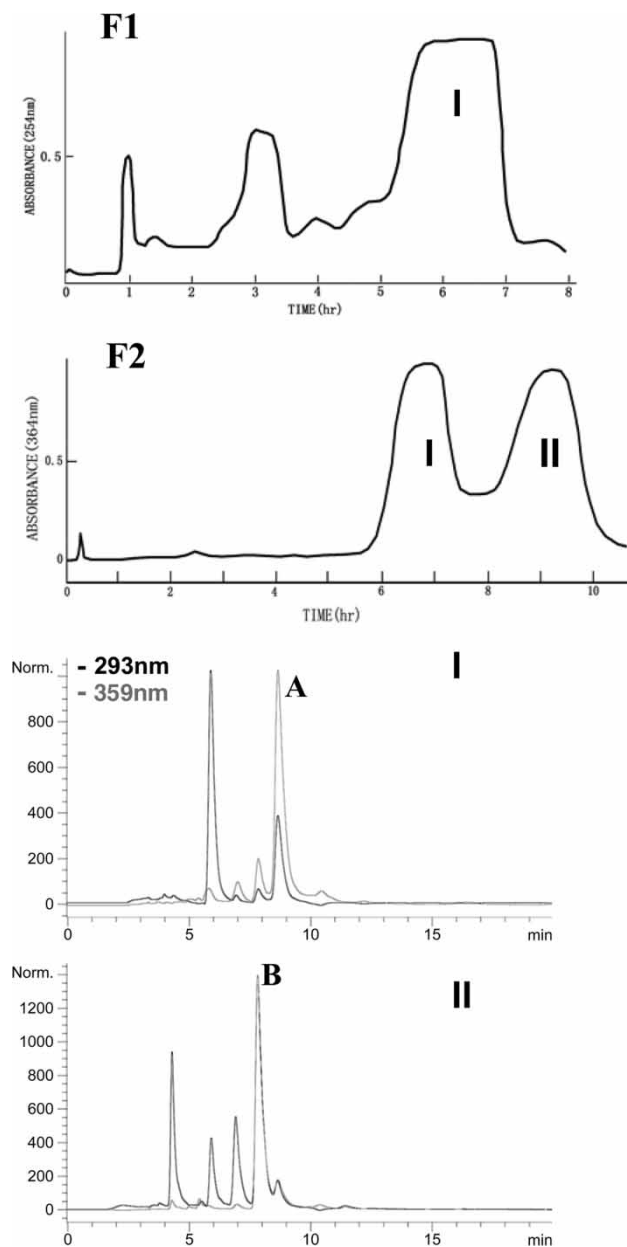 F1
ABSORBANCE (254nm)
0.5
I
0 1 2 3 4 5 6 7 8
TIME(hr)
F2
ABSORBANCE (364nm)
0.5
0
I
II
0 2 4 6 8 10
TIME(hr)
Norm.
- 293nm
- 359nm
A
I
800
600
400
200
0
0 5 10 15 min
Norm.
B
II
1200
1000
800
600
400
200
0
0 5 10 15 min